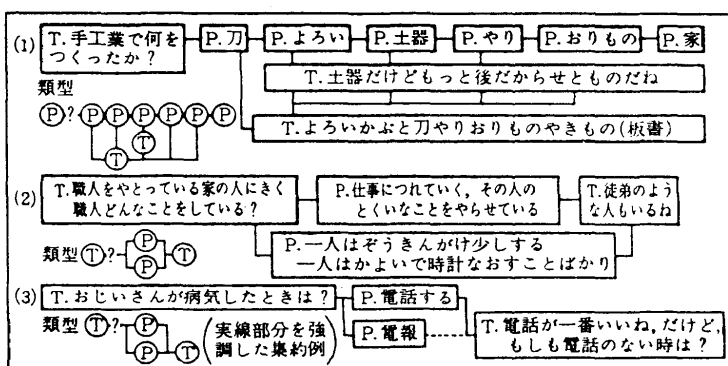 (1) T.手工業で何をつくったか? P.刀 P.よろい P.土器 P.やり P.おりもの P.家
T.土器だけどもっと後だからせとものだね
類型
P? P P P P P P
T T
T.よろいかぶと刀やりおりものやきもの(板書)
(2) T.職人をやとっている家の人にきく
職人どんなことをしている?
P.仕事につれていく,その人の
とくいなことをやらせている
T.徒弟のよう
な人もいるね
P.一人はぞうきんがけ少しする
一人はかよいで時計なおすことばかり
類型 T? P P T
(3) T.おじいさんが病気したときは? P.電話する
類型 T? P P T
(実線部分を強
調した集約例)
P.電報
T.電話が一番いいね,だけど,
もしも電話のない時は?